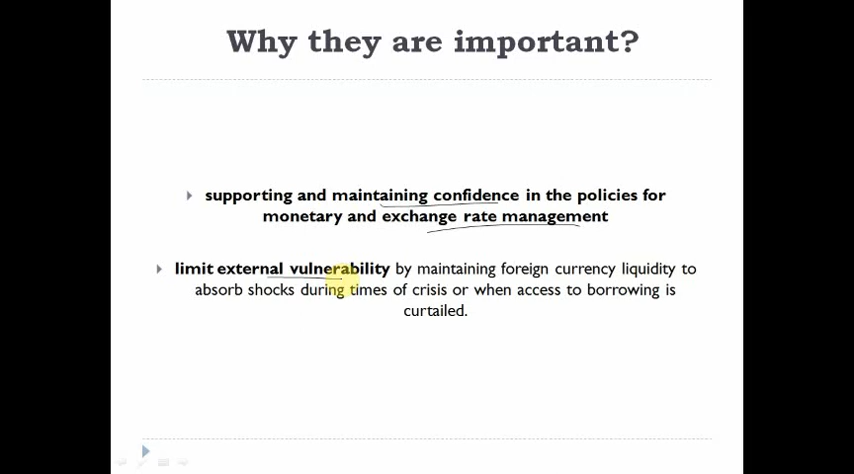 Why they are important?
supporting and maintaining confidence in the policies for
monetary and exchange rate management
limit external vulnerability by maintaining foreign currency liquidity to
absorb shocks during times of crisis or when access to borrowing is
curtailed.